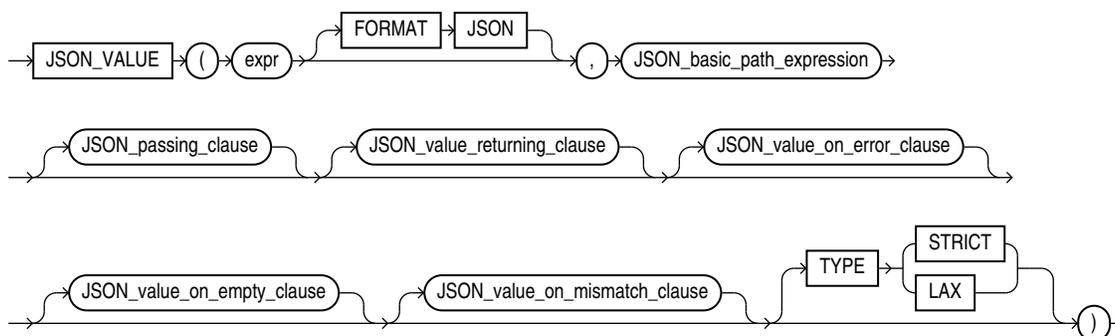 FORMAT JSON
JSON_VALUE ( expr , JSON_basic_path_expression
JSON_passing_clause JSON_value_returning_clause JSON_value_on_error_clause
STRICT
TYPE
LAX
JSON_value_on_empty_clause JSON_value_on_mismatch_clause
)